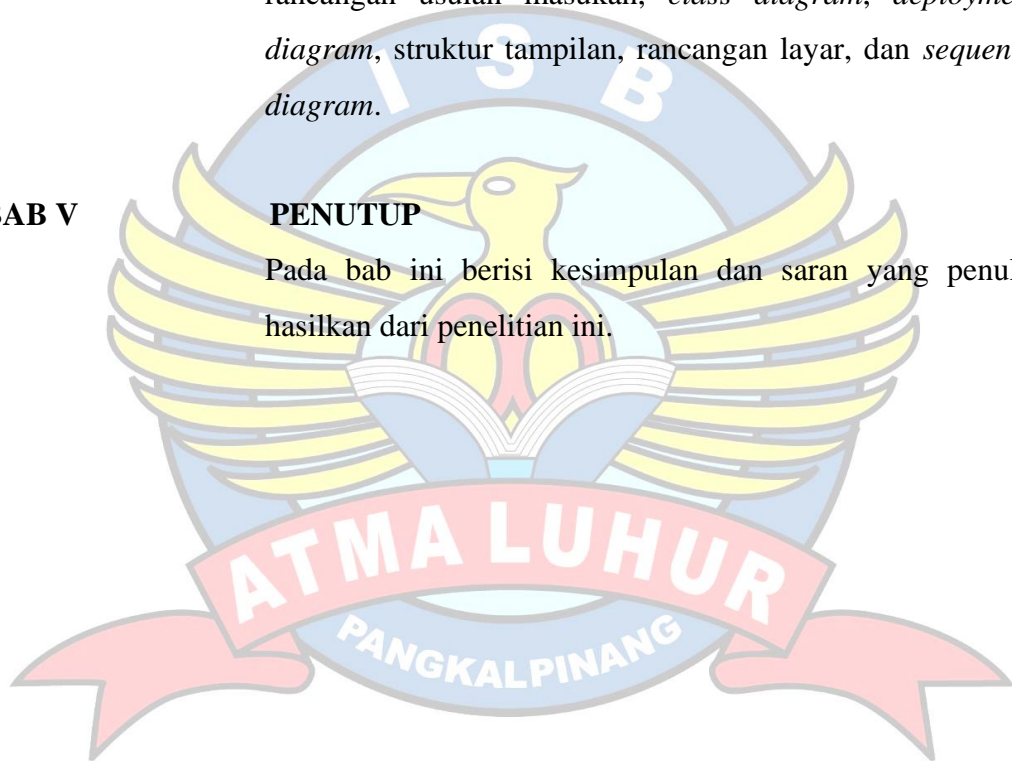 rancangan usulan masukan, class diagram, deployme
diagram, struktur tampilan, rancangan layar, dan sequen
diagram.
BAB V PENUTUP
Pada bab ini berisi kesimpulan dan saran yang penul
hasilkan dari penelitian ini.
I S B
ATMA LUHUR
PANGKALPINANG